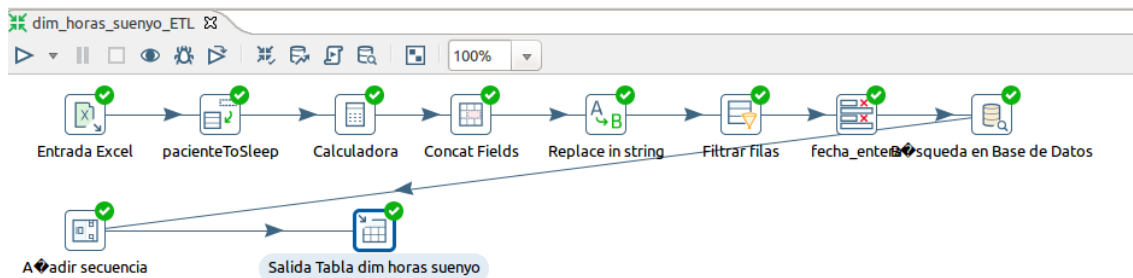 dim_horas_suenyo_ETL
100%
Entrada Excel
pacienteToSleep
Calculadora
Concat Fields
Replace in string
Filtrar filas
fecha_entera
B�squeda en Base de Datos
A�adir secuencia
Salida Tabla dim horas suenyo